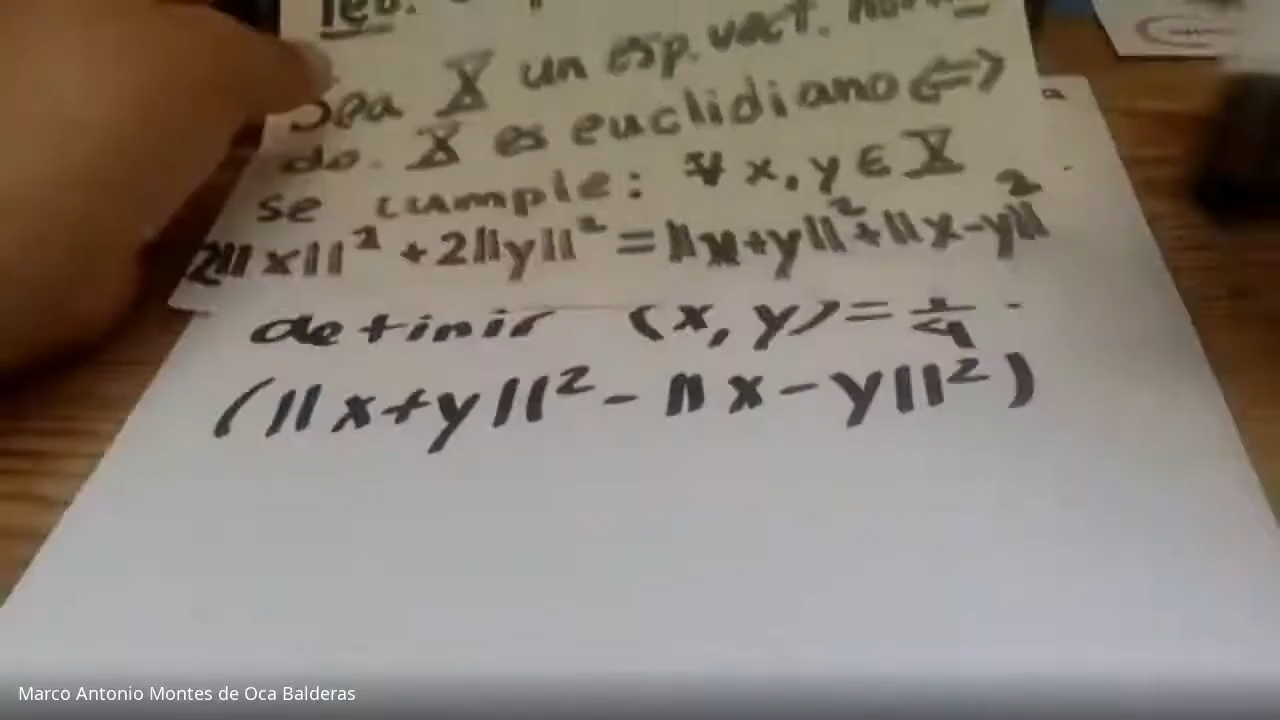 Teo.
Sea X un esp. vect.
do. X es euclidiano ⇔
se cumple: ∀ x, y ∈ X
2||x||² + 2||y||² = ||x+y||² + ||x-y||²
definir (x, y) = 1/4 ·
(||x+y||² - ||x-y||²)
Marco Antonio Montes de Oca Balderas